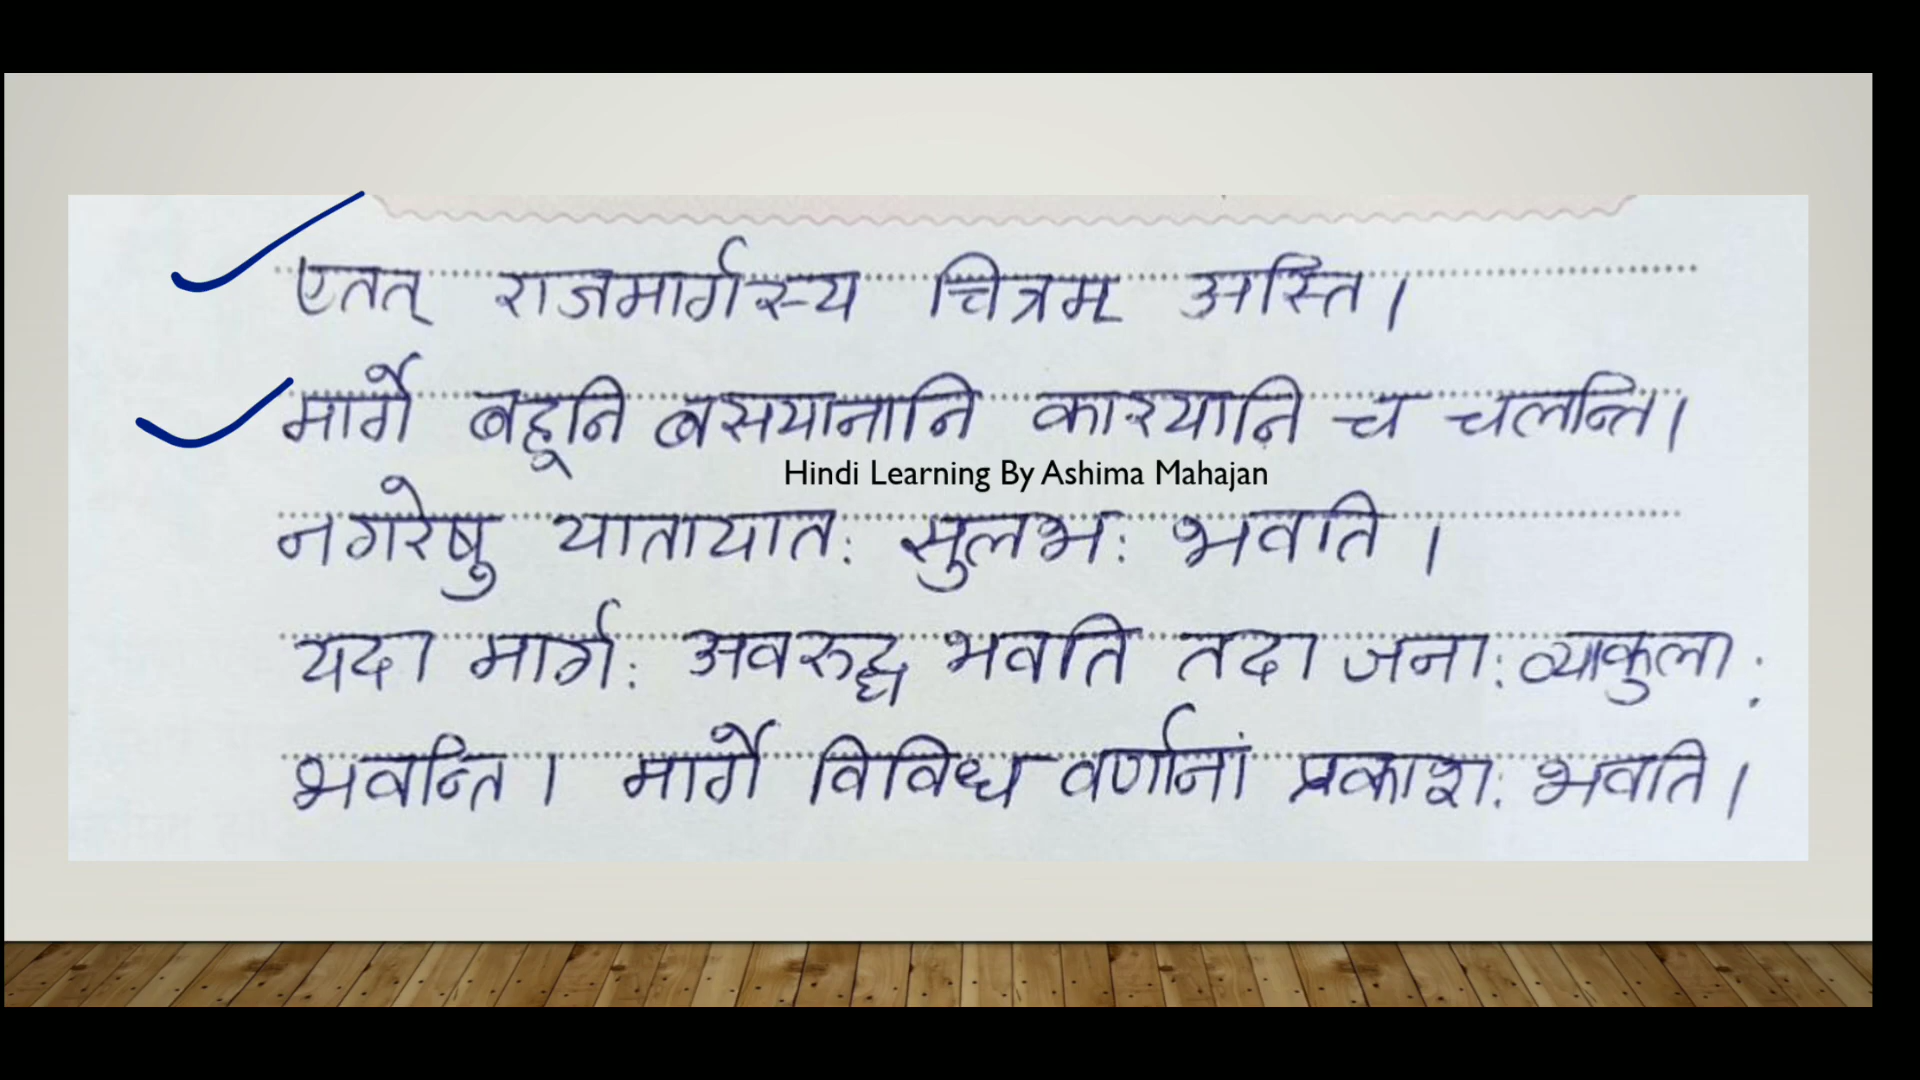 एतत् राजमार्गस्य चित्रम् अस्ति।
मार्गे बहूनि बसयानानि कारयानि च चलन्ति।
Hindi Learning By Ashima Mahajan
नगरेषु यातायातः सुलभः भवति ।
यदा मार्गः अवरुद्ध भवति तदा जनाः व्याकुलाः
भवन्ति। मार्गे विविध वर्णानां प्रकाशः भवति।